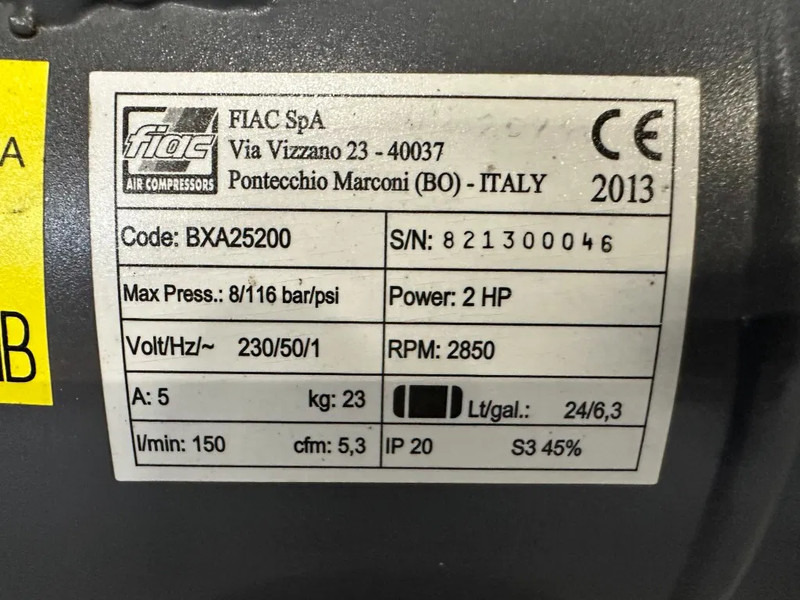 fiac
AIR COMPRESSORS
FIAC SpA
Via Vizzano 23 - 40037
Pontecchio Marconi (BO) - ITALY
CE
2013
Code: BXA25200
S/N: 821300046
Max Press.: 8/116 bar/psi
Power: 2 HP
Volt/Hz/~ 230/50/1
RPM: 2850
A: 5 kg: 23
Lt/gal.: 24/6,3
l/min: 150 cfm: 5,3
IP 20 S3 45%
A
B